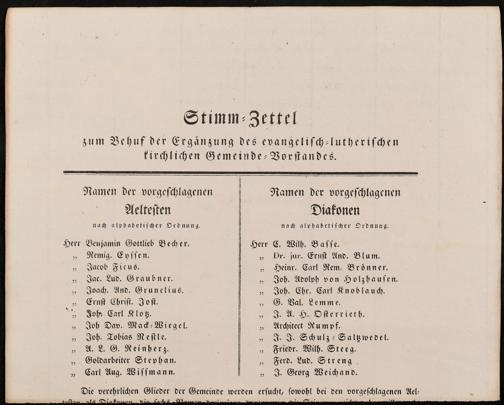 Stimm-Zettel
zum Behuf der Ergänzung des evangelisch-lutherischen
kirchlichen Gemeinde-Vorstandes.
Namen der vorgeschlagenen
Aeltesten
nach alphabetischer Ordnung.
Herr Benjamin Gottlieb Becher.
„ Remig. Eyssen.
„ Jacob Ficus.
„ Jac. Lud. Graubner.
„ Joach. And. Grunelius.
„ Ernst Christ. Jost.
„ Joh. Carl Klotz.
„ Joh Dav. Mack-Wiegel.
„ Joh. Tobias Nestle.
„ A. L. G. Reinherz.
„ Goldarbeiter Stephan.
„ Carl Aug. Wissmann.
Namen der vorgeschlagenen
Diakonen
nach alphabetischer Ordnung.
Herr C. Wilh. Basse.
„ Dr. jur. Ernst And. Blum.
„ Heinr. Carl Rem. Brönner.
„ Joh. Adolph von Holzhausen.
„ Joh. Chr. Carl Knoblauch.
„ G. Val. Lemme.
„ J. A. H. Osterrieth.
„ Architect Rumpf.
„ J. J. Schulz-Saltzwedel.
„ Friedr. Wilh. Steeg.
„ Ferd. Lud. Streng
„ J. Georg Weichand.
Die verehrlichen Glieder der Gemeinde werden ersucht, sowohl bei den vorgeschlagenen Ael-